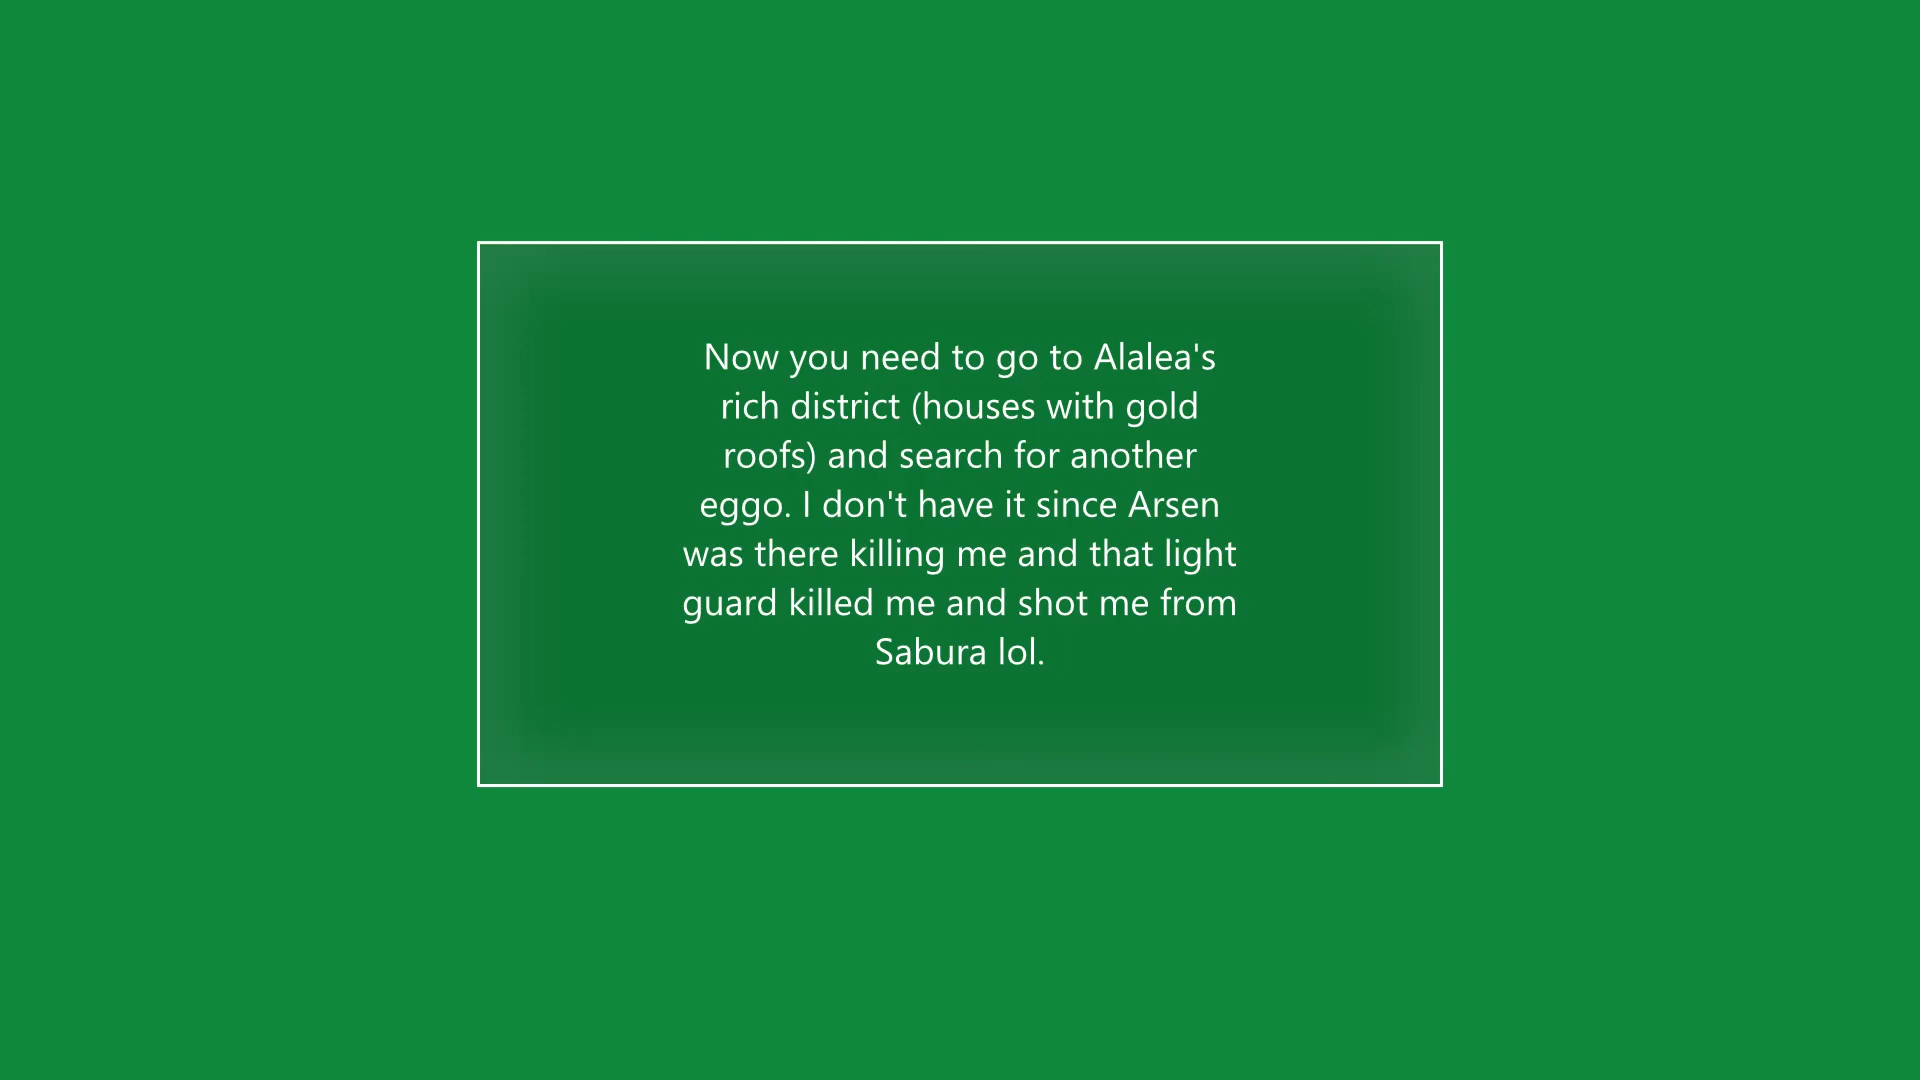 Now you need to go to Alalea's
rich district (houses with gold
roofs) and search for another
eggo. I don't have it since Arsen
was there killing me and that light
guard killed me and shot me from
Sabura lol.